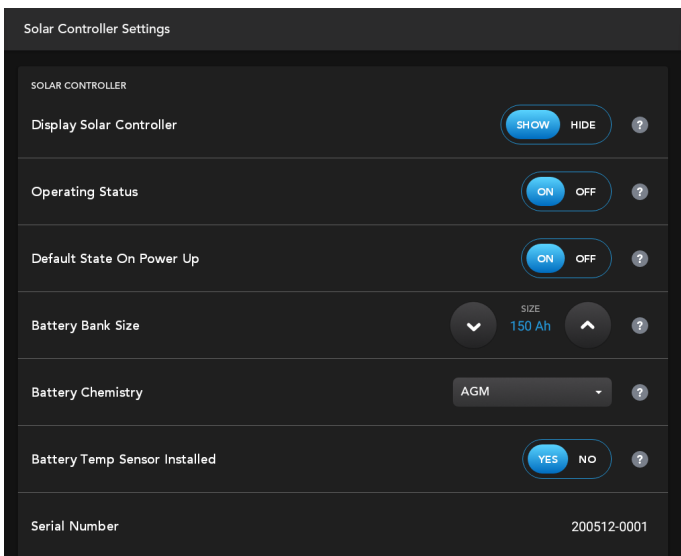 Solar Controller Settings
SOLAR CONTROLLER
Display Solar Controller SHOW HIDE ?
Operating Status ON OFF ?
Default State On Power Up ON OFF ?
SIZE
Battery Bank Size 150 Ah ?
Battery Chemistry AGM ?
Battery Temp Sensor Installed YES NO ?
Serial Number 200512-0001